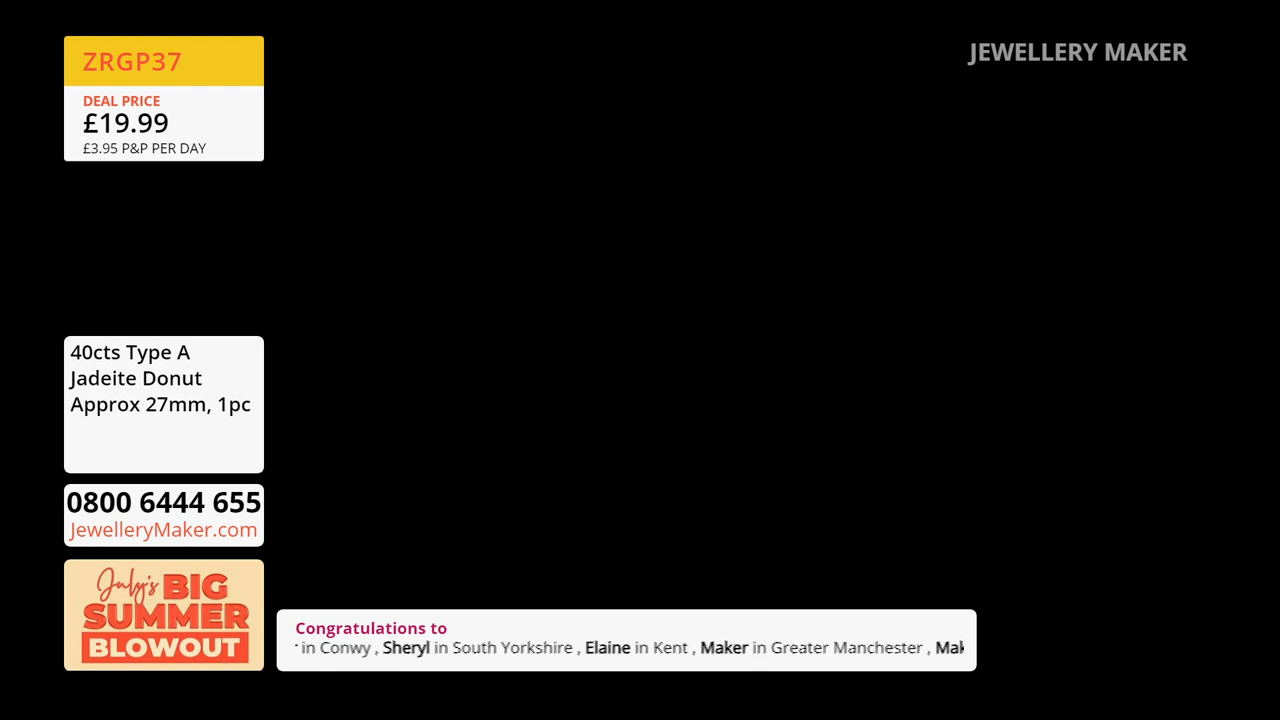 ZRGP37
DEAL PRICE
£19.99
£3.95 P&P PER DAY
JEWELLERY MAKER
40cts Type A
Jadeite Donut
Approx 27mm, 1pc
0800 6444 655
JewelleryMaker.com
July's BIG
SUMMER
BLOWOUT
Congratulations to
in Conwy , Sheryl in South Yorkshire , Elaine in Kent , Maker in Greater Manchester ,